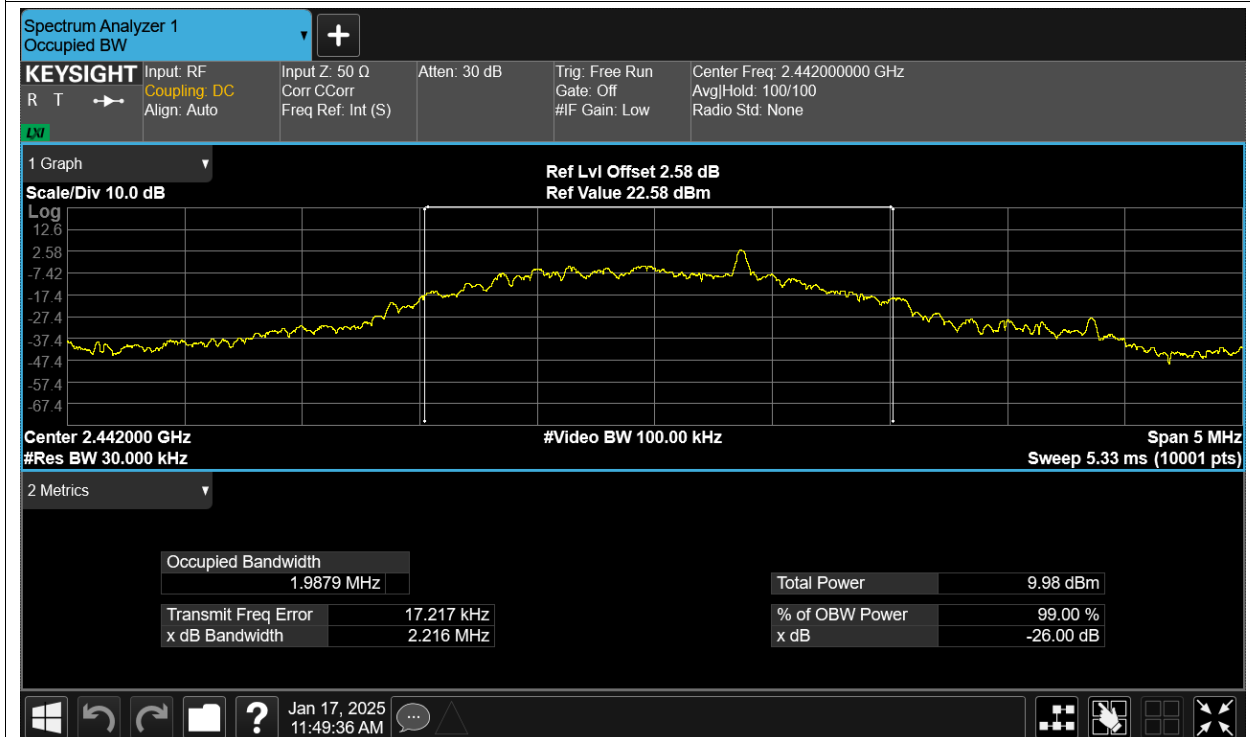 Spectrum Analyzer 1
Occupied BW
KEYSIGHT
R T
LXI
Input: RF
Coupling: DC
Align: Auto
Input Z: 50 Ω
Corr CCorr
Freq Ref: Int (S)
Atten: 30 dB
Trig: Free Run
Gate: Off
#IF Gain: Low
Center Freq: 2.442000000 GHz
Avg|Hold: 100/100
Radio Std: None
1 Graph
Scale/Div 10.0 dB
Ref Lvl Offset 2.58 dB
Ref Value 22.58 dBm
Log
12.6
2.58
-7.42
-17.4
-27.4
-37.4
-47.4
-57.4
-67.4
Center 2.442000 GHz
#Res BW 30.000 kHz
#Video BW 100.00 kHz
Span 5 MHz
Sweep 5.33 ms (10001 pts)
2 Metrics
Occupied Bandwidth
1.9879 MHz
Transmit Freq Error 17.217 kHz
x dB Bandwidth 2.216 MHz
Total Power 9.98 dBm
% of OBW Power 99.00 %
x dB -26.00 dB
?
Jan 17, 2025
11:49:36 AM